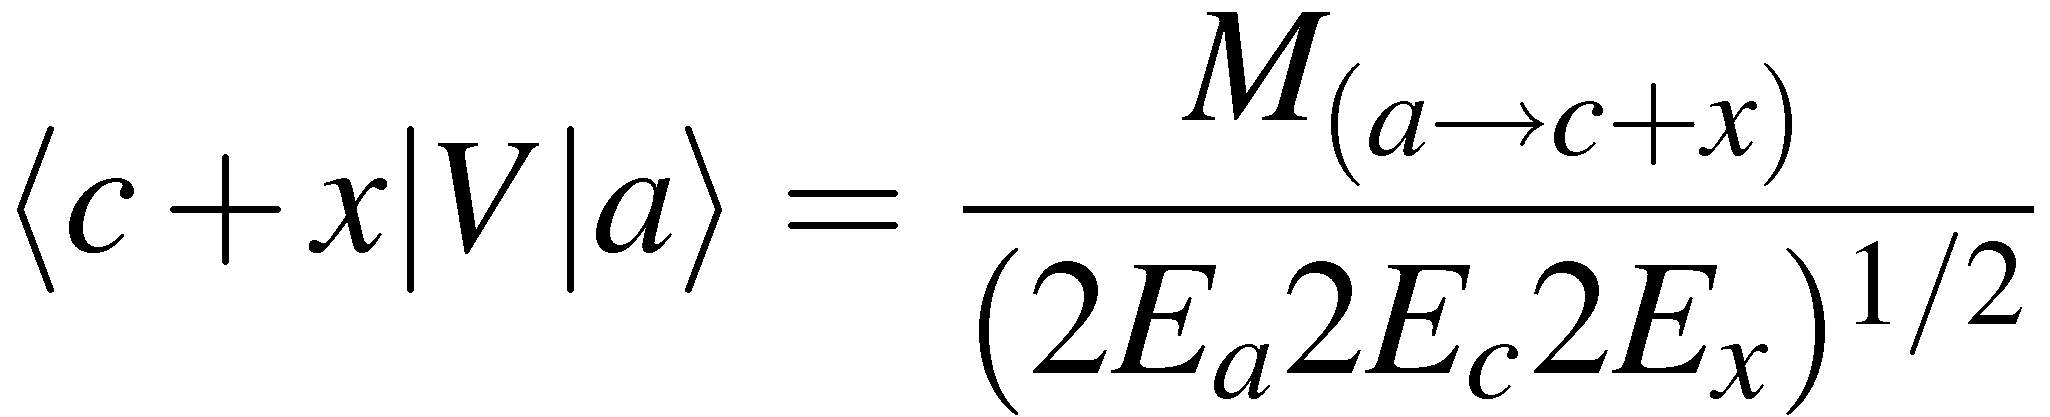 ⟨c + x|V|a⟩ = M_{(a→c+x)} / (2E_a 2E_c 2E_x)^{1/2}